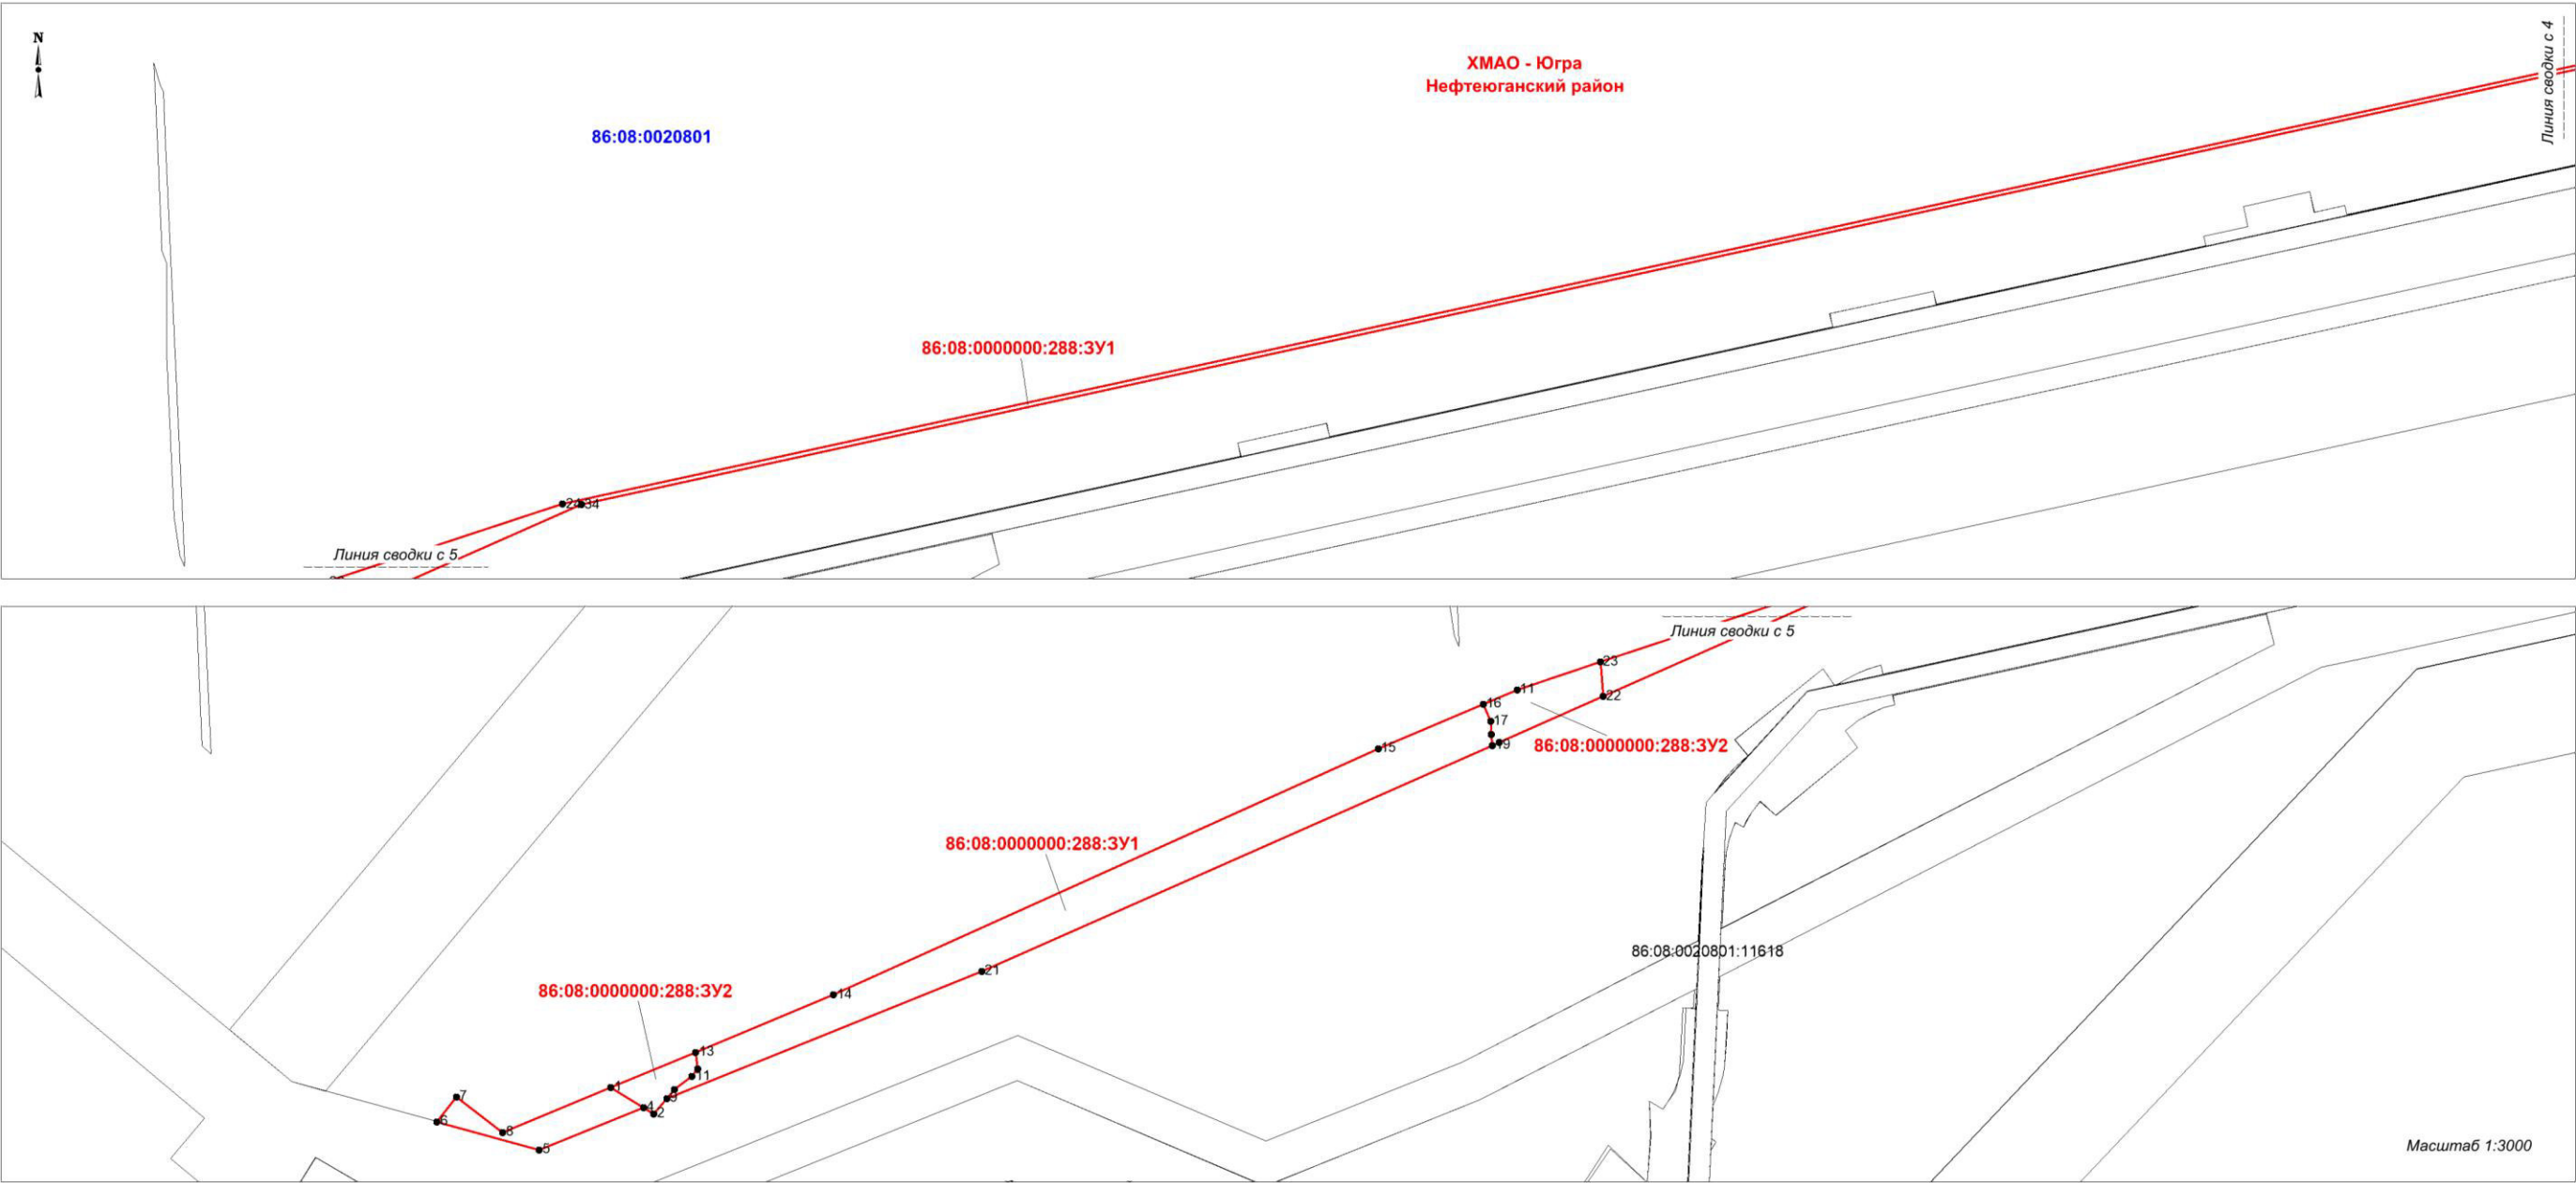 N
ХМАО - Югра
Нефтеюганский район
Линия сводки с 4
86:08:0020801
86:08:0000000:288:ЗУ1
34
Линия сводки с 5
Линия сводки с 5
23
11
22
16
17
19
15
86:08:0000000:288:ЗУ2
86:08:0000000:288:ЗУ1
86:08:0020801:11618
21
86:08:0000000:288:ЗУ2
14
13
11
1
7
4
2
6
8
5
Масштаб 1:3000